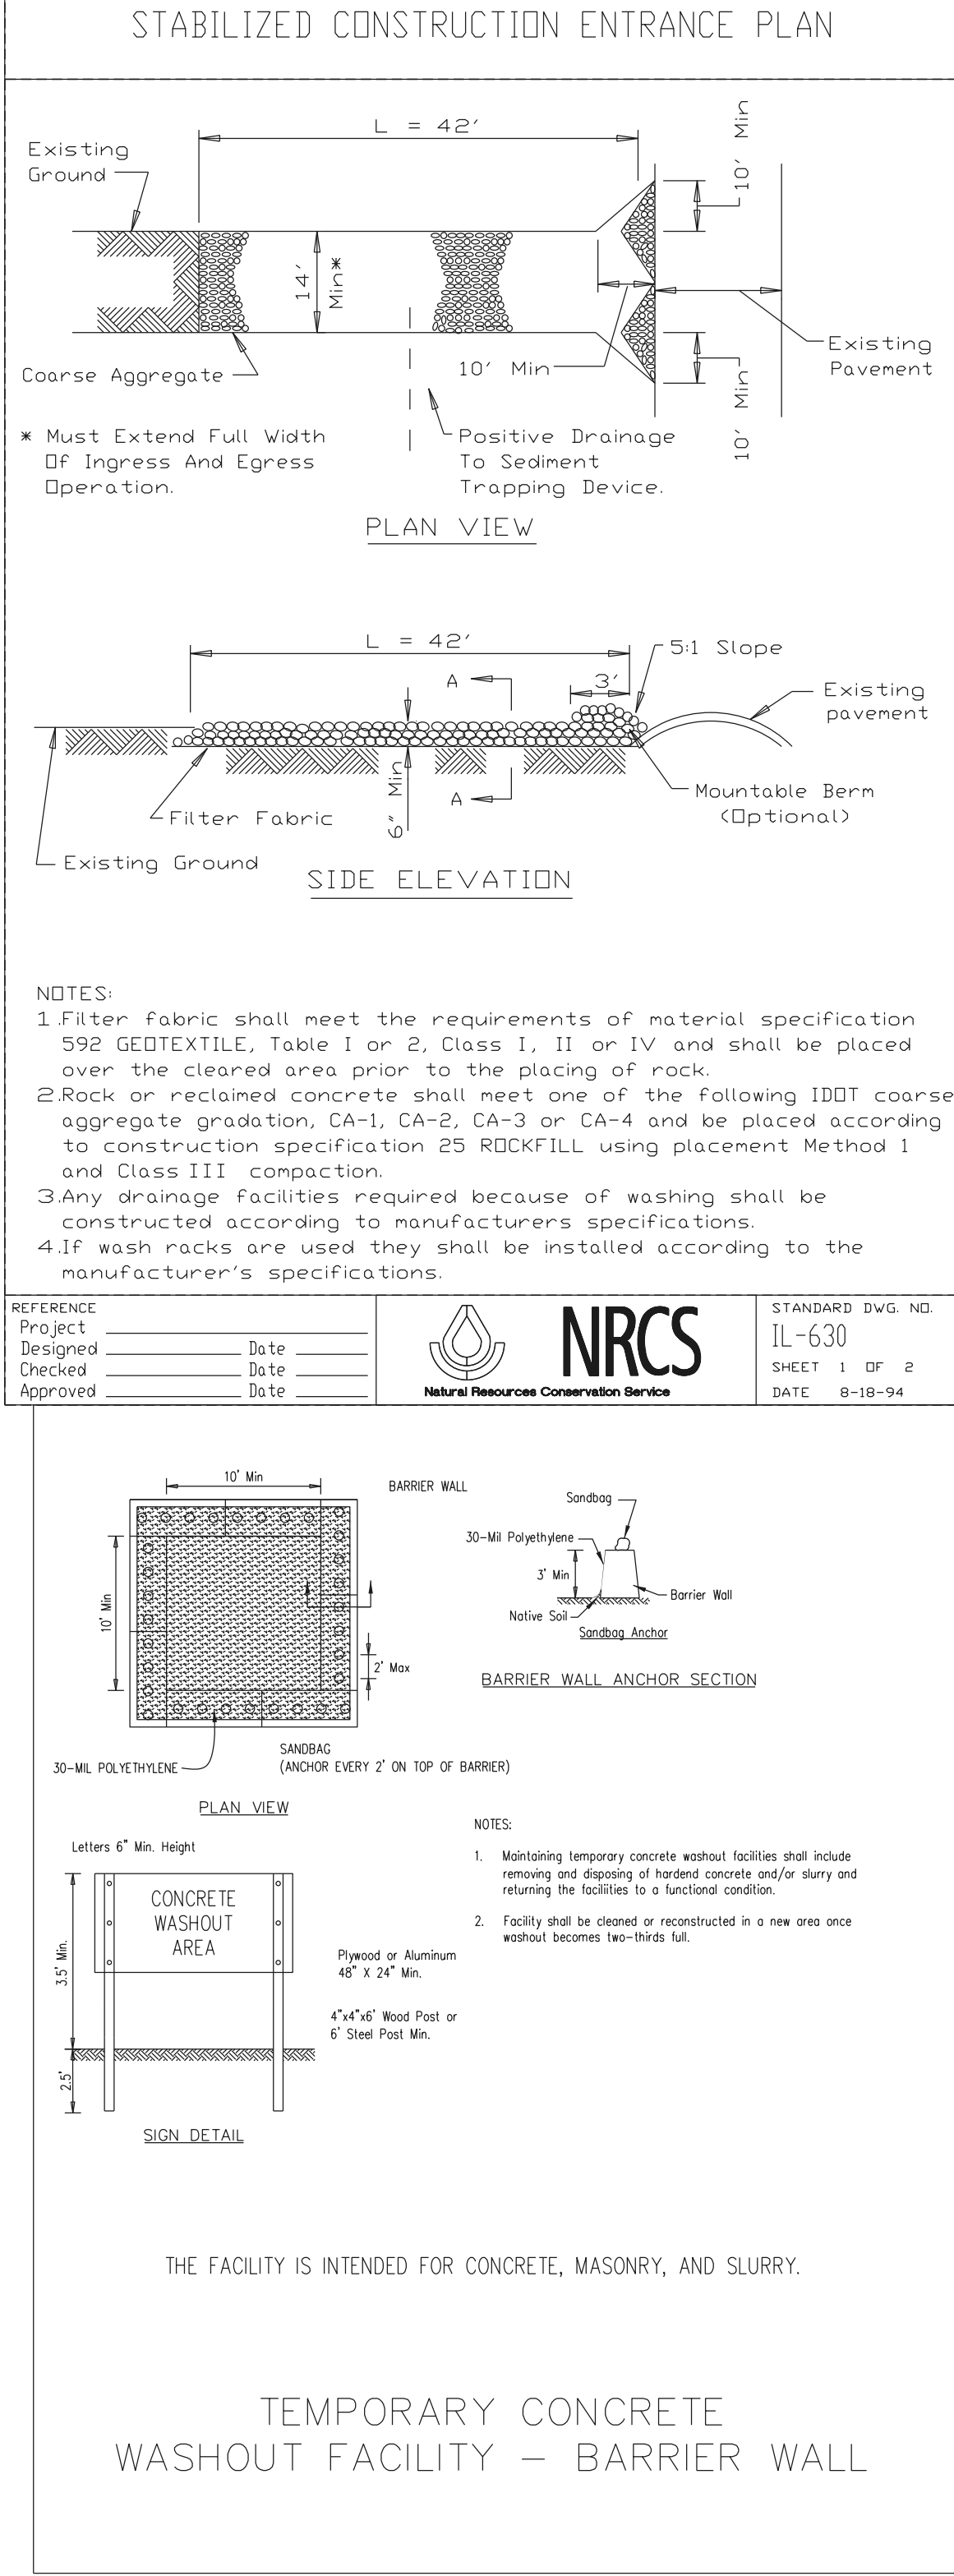 STABILIZED CONSTRUCTION ENTRANCE PLAN
L = 42'
10' Min
Existing
Ground
14'
Min*
Coarse Aggregate
10' Min
Existing
Pavement
10' Min
* Must Extend Full Width
Of Ingress And Egress
Operation.
Positive Drainage
To Sediment
Trapping Device.
PLAN VIEW
L = 42'
5:1 Slope
A
3'
Existing
pavement
6" Min
A
Mountable Berm
(Optional)
Filter Fabric
Existing Ground
SIDE ELEVATION
NOTES:
1.Filter fabric shall meet the requirements of material specification
592 GEOTEXTILE, Table I or 2, Class I, II or IV and shall be placed
over the cleared area prior to the placing of rock.
2.Rock or reclaimed concrete shall meet one of the following IDOT coarse
aggregate gradation, CA-1, CA-2, CA-3 or CA-4 and be placed according
to construction specification 25 ROCKFILL using placement Method 1
and Class III compaction.
3.Any drainage facilities required because of washing shall be
constructed according to manufacturers specifications.
4.If wash racks are used they shall be installed according to the
manufacturer's specifications.
REFERENCE
Project
Designed Date
Checked Date
Approved Date
NRCS
Natural Resources Conservation Service
STANDARD DWG. NO.
IL-630
SHEET 1 OF 2
DATE 8-18-94
10' Min
BARRIER WALL
10' Min
2' Max
30-MIL POLYETHYLENE
SANDBAG
(ANCHOR EVERY 2' ON TOP OF BARRIER)
PLAN VIEW
Sandbag
30-Mil Polyethylene
3' Min
Barrier Wall
Native Soil
Sandbag Anchor
BARRIER WALL ANCHOR SECTION
Letters 6" Min. Height
CONCRETE
WASHOUT
AREA
3.5' Min.
2.5'
Plywood or Aluminum
48" X 24" Min.
4"x4"x6' Wood Post or
6' Steel Post Min.
SIGN DETAIL
NOTES:
1. Maintaining temporary concrete washout facilities shall include
removing and disposing of hardend concrete and/or slurry and
returning the faciliities to a functional condition.
2. Facility shall be cleaned or reconstructed in a new area once
washout becomes two-thirds full.
THE FACILITY IS INTENDED FOR CONCRETE, MASONRY, AND SLURRY.
TEMPORARY CONCRETE
WASHOUT FACILITY - BARRIER WALL